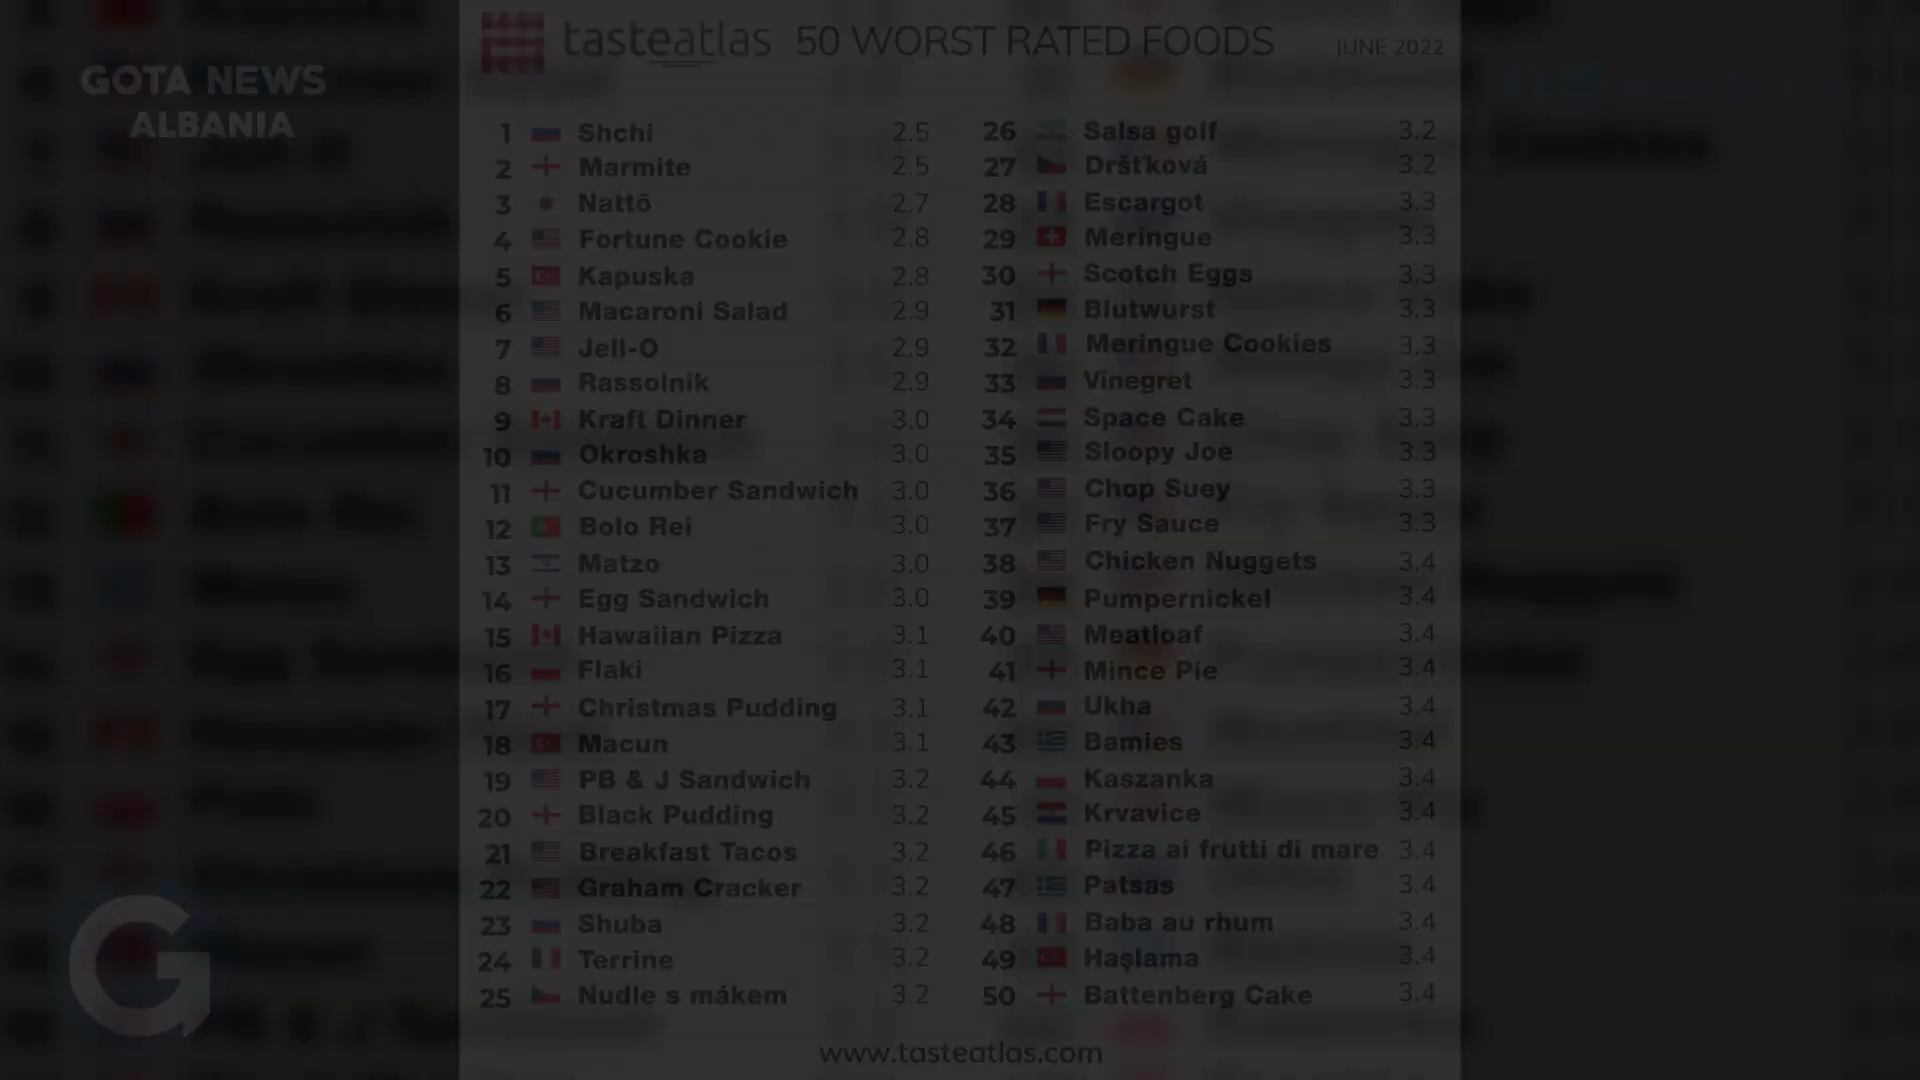 GOTA NEWS
ALBANIA
tasteatlas 50 WORST RATED FOODS JUNE 2022
1 Shchi 2.5
2 Marmite 2.5
3 Nattō 2.7
4 Fortune Cookie 2.8
5 Kapuska 2.8
6 Macaroni Salad 2.9
7 Jell-O 2.9
8 Rassolnik 2.9
9 Kraft Dinner 3.0
10 Okroshka 3.0
11 Cucumber Sandwich 3.0
12 Bolo Rei 3.0
13 Matzo 3.0
14 Egg Sandwich 3.0
15 Hawaiian Pizza 3.1
16 Flaki 3.1
17 Christmas Pudding 3.1
18 Macun 3.1
19 PB & J Sandwich 3.2
20 Black Pudding 3.2
21 Breakfast Tacos 3.2
22 Graham Cracker 3.2
23 Shuba 3.2
24 Terrine 3.2
25 Nudle s mákem 3.2
26 Salsa golf 3.2
27 Dršťková 3.2
28 Escargot 3.3
29 Meringue 3.3
30 Scotch Eggs 3.3
31 Blutwurst 3.3
32 Meringue Cookies 3.3
33 Vinegret 3.3
34 Space Cake 3.3
35 Sloopy Joe 3.3
36 Chop Suey 3.3
37 Fry Sauce 3.3
38 Chicken Nuggets 3.4
39 Pumpernickel 3.4
40 Meatloaf 3.4
41 Mince Pie 3.4
42 Ukha 3.4
43 Bamies 3.4
44 Kaszanka 3.4
45 Krvavice 3.4
46 Pizza ai frutti di mare 3.4
47 Patsas 3.4
48 Baba au rhum 3.4
49 Haşlama 3.4
50 Battenberg Cake 3.4
www.tasteatlas.com
G